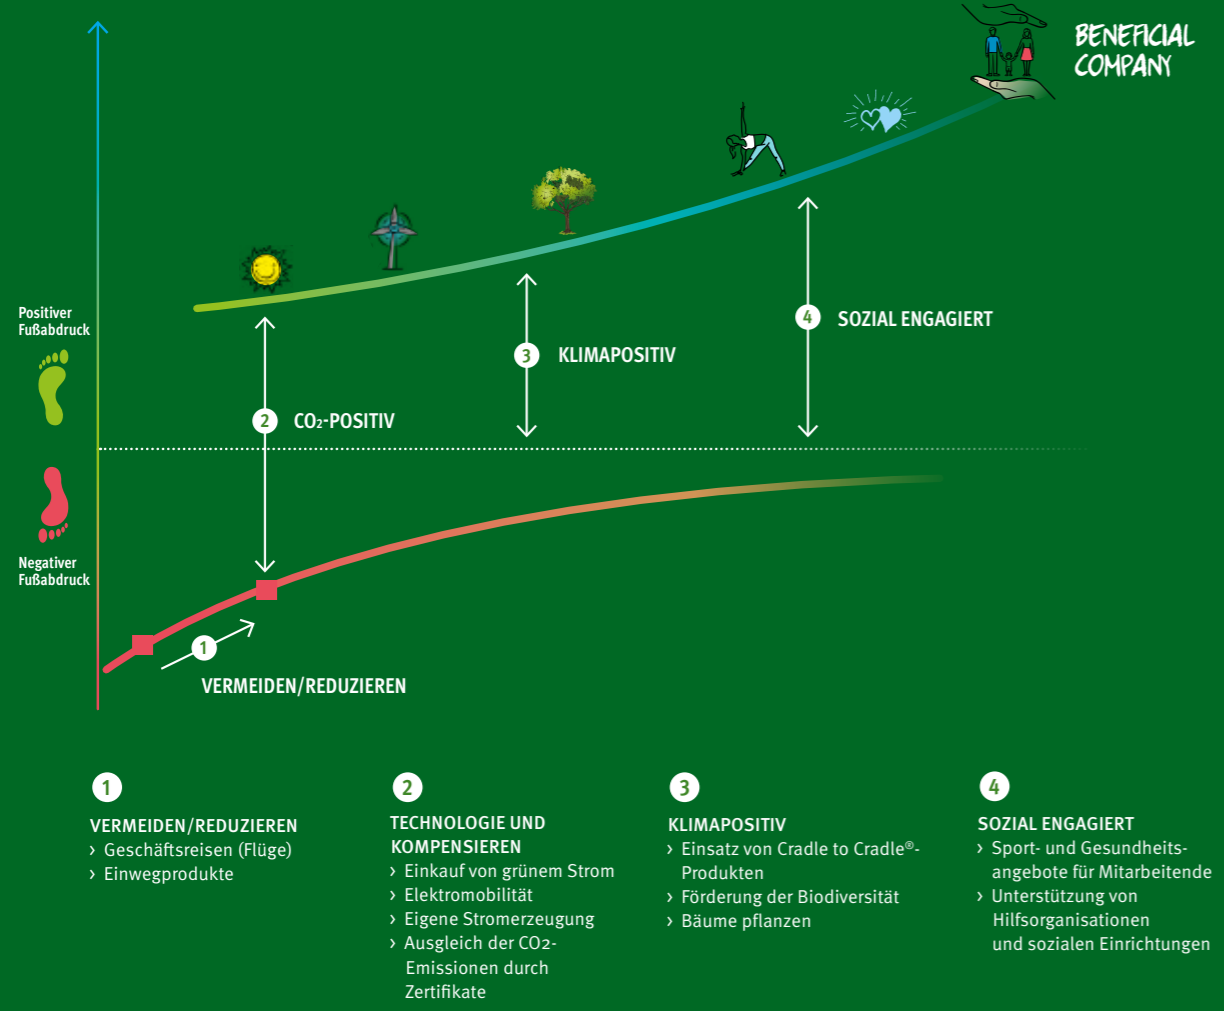 BENEFICIAL
COMPANY
Positiver
Fußabdruck
4 SOZIAL ENGAGIERT
3 KLIMAPOSITIV
2 CO₂-POSITIV
Negativer
Fußabdruck
1
VERMEIDEN/REDUZIEREN
1
VERMEIDEN/REDUZIEREN
› Geschäftsreisen (Flüge)
› Einwegprodukte
2
TECHNOLOGIE UND
KOMPENSIEREN
› Einkauf von grünem Strom
› Elektromobilität
› Eigene Stromerzeugung
› Ausgleich der CO2-
Emissionen durch
Zertifikate
3
KLIMAPOSITIV
› Einsatz von Cradle to Cradle®-
Produkten
› Förderung der Biodiversität
› Bäume pflanzen
4
SOZIAL ENGAGIERT
› Sport- und Gesundheits-
angebote für Mitarbeitende
› Unterstützung von
Hilfsorganisationen
und sozialen Einrichtungen